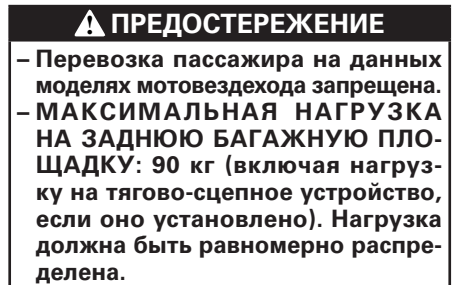 ПРЕДОСТЕРЕЖЕНИЕ
– Перевозка пассажира на данных
моделях мотовездехода запрещена.
– МАКСИМАЛЬНАЯ НАГРУЗКА
НА ЗАДНЮЮ БАГАЖНУЮ ПЛО-
ЩАДКУ: 90 кг (включая нагруз-
ку на тягово-сцепное устройство,
если оно установлено). Нагрузка
должна быть равномерно распре-
делена.